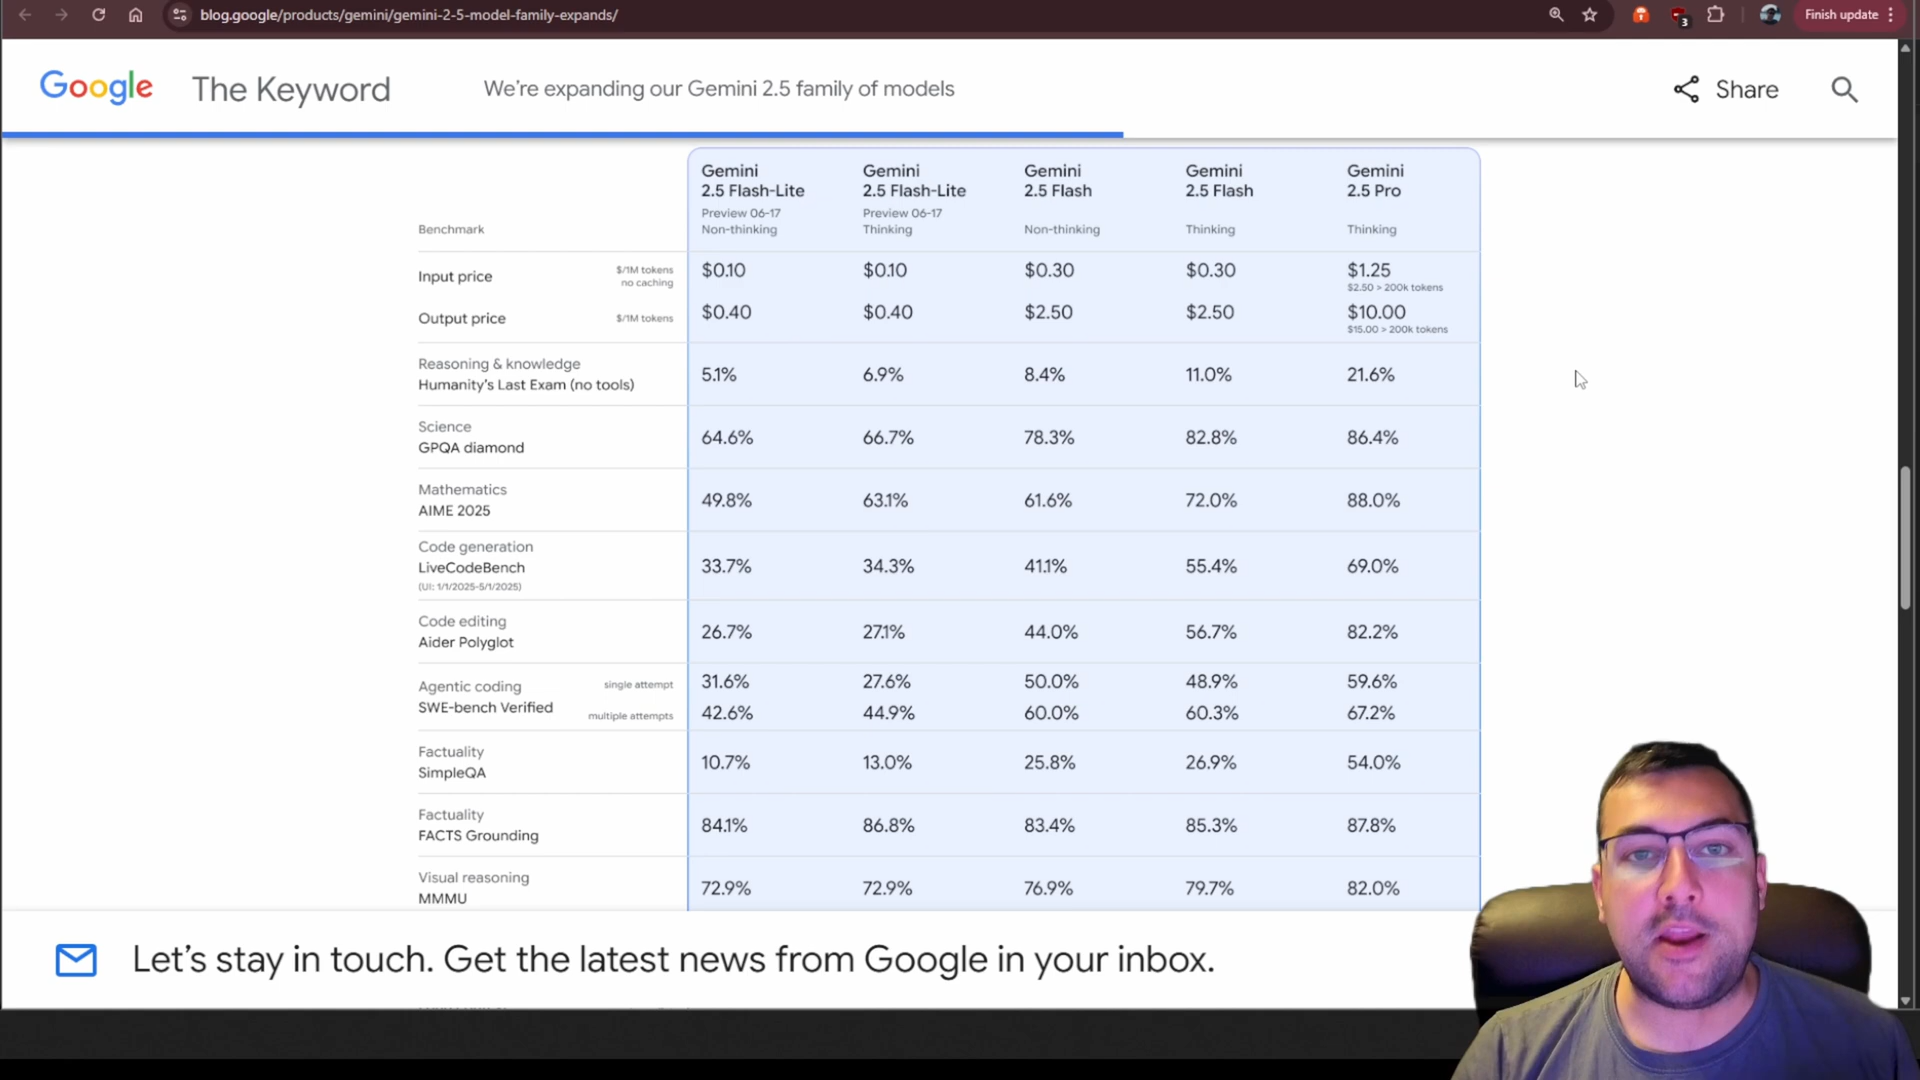 blog.google/products/gemini/gemini-2-5-model-family-expands/
3
Finish update
Google The Keyword We're expanding our Gemini 2.5 family of models Share
Gemini Gemini Gemini Gemini Gemini
2.5 Flash-Lite 2.5 Flash-Lite 2.5 Flash 2.5 Flash 2.5 Pro
Preview 06-17 Preview 06-17
Benchmark Non-thinking Thinking Non-thinking Thinking Thinking
Input price $/1M tokens no caching $0.10 $0.10 $0.30 $0.30 $1.25
$2.50 > 200k tokens
Output price $/1M tokens $0.40 $0.40 $2.50 $2.50 $10.00
$15.00 > 200k tokens
Reasoning & knowledge
Humanity's Last Exam (no tools) 5.1% 6.9% 8.4% 11.0% 21.6%
Science
GPQA diamond 64.6% 66.7% 78.3% 82.8% 86.4%
Mathematics
AIME 2025 49.8% 63.1% 61.6% 72.0% 88.0%
Code generation
LiveCodeBench 33.7% 34.3% 41.1% 55.4% 69.0%
(UI: 1/1/2025-5/1/2025)
Code editing
Aider Polyglot 26.7% 27.1% 44.0% 56.7% 82.2%
Agentic coding single attempt 31.6% 27.6% 50.0% 48.9% 59.6%
SWE-bench Verified multiple attempts 42.6% 44.9% 60.0% 60.3% 67.2%
Factuality
SimpleQA 10.7% 13.0% 25.8% 26.9% 54.0%
Factuality
FACTS Grounding 84.1% 86.8% 83.4% 85.3% 87.8%
Visual reasoning
MMMU 72.9% 72.9% 76.9% 79.7% 82.0%
Let's stay in touch. Get the latest news from Google in your inbox.